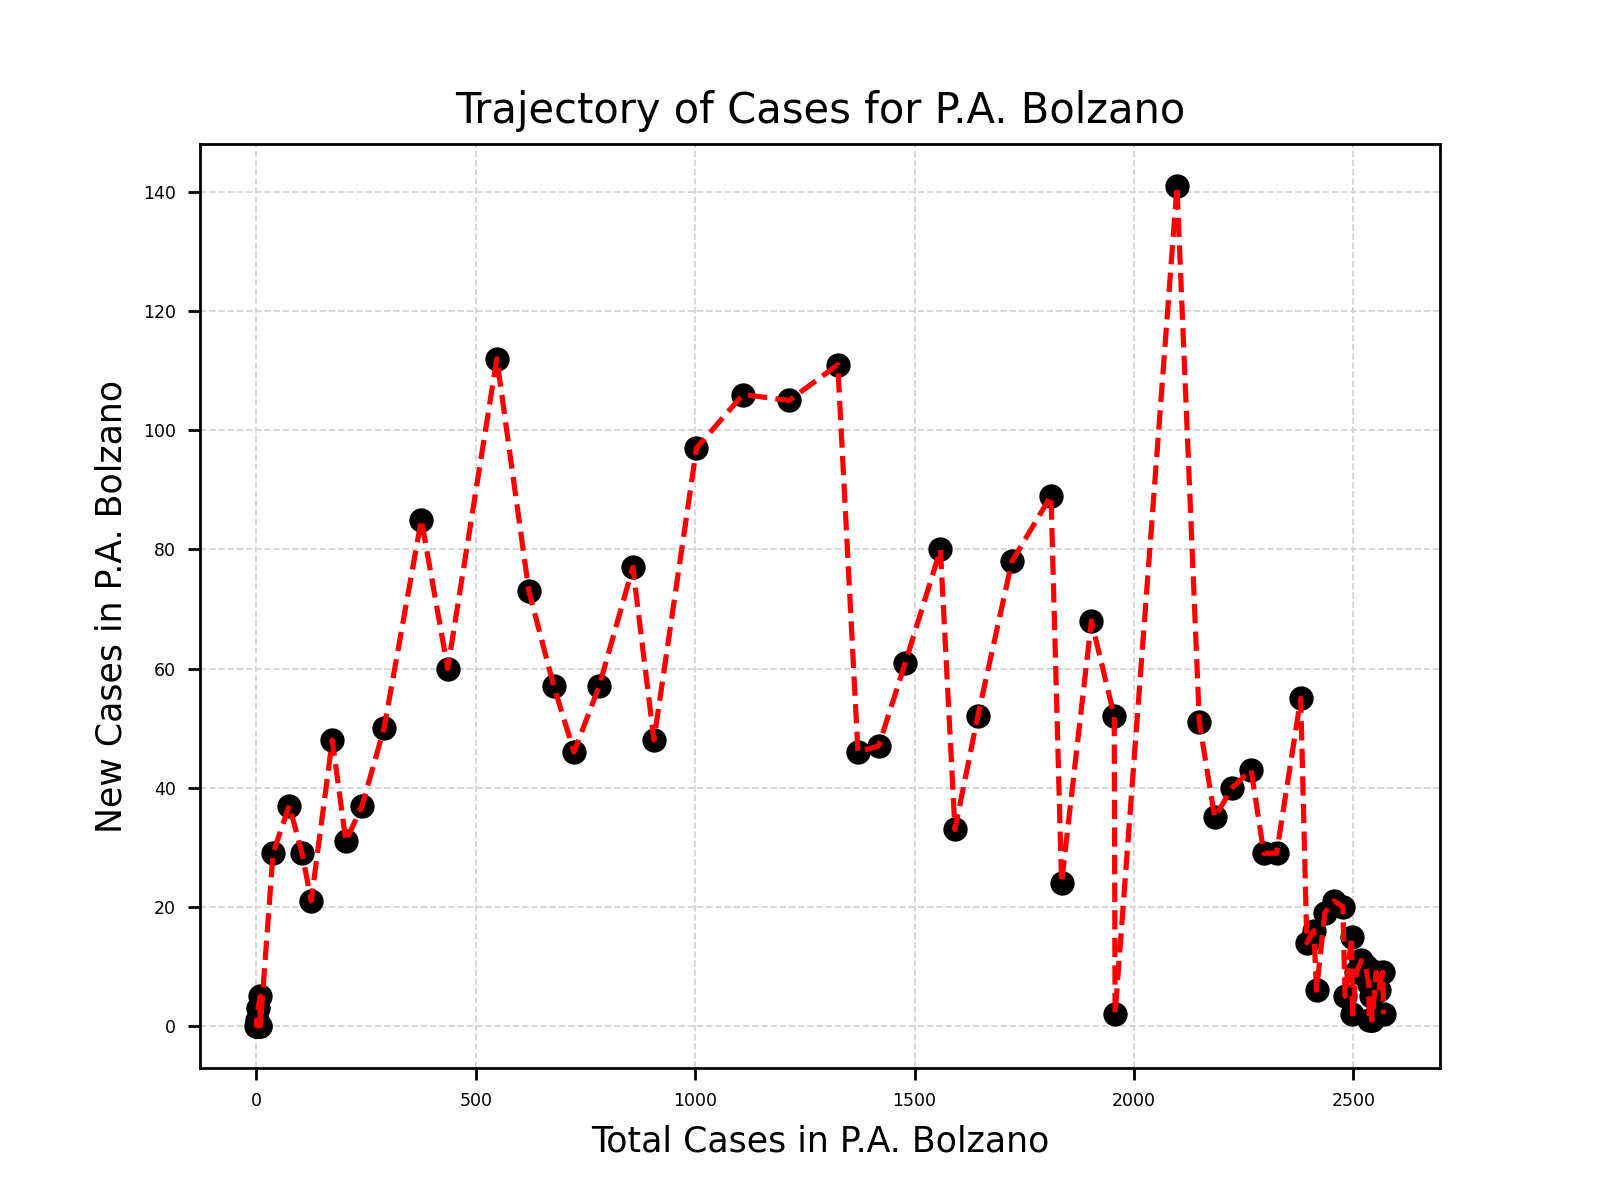 Trajectory of Cases for P.A. Bolzano
New Cases in P.A. Bolzano
140
120
100
80
60
40
20
0
0 500 1000 1500 2000 2500
Total Cases in P.A. Bolzano